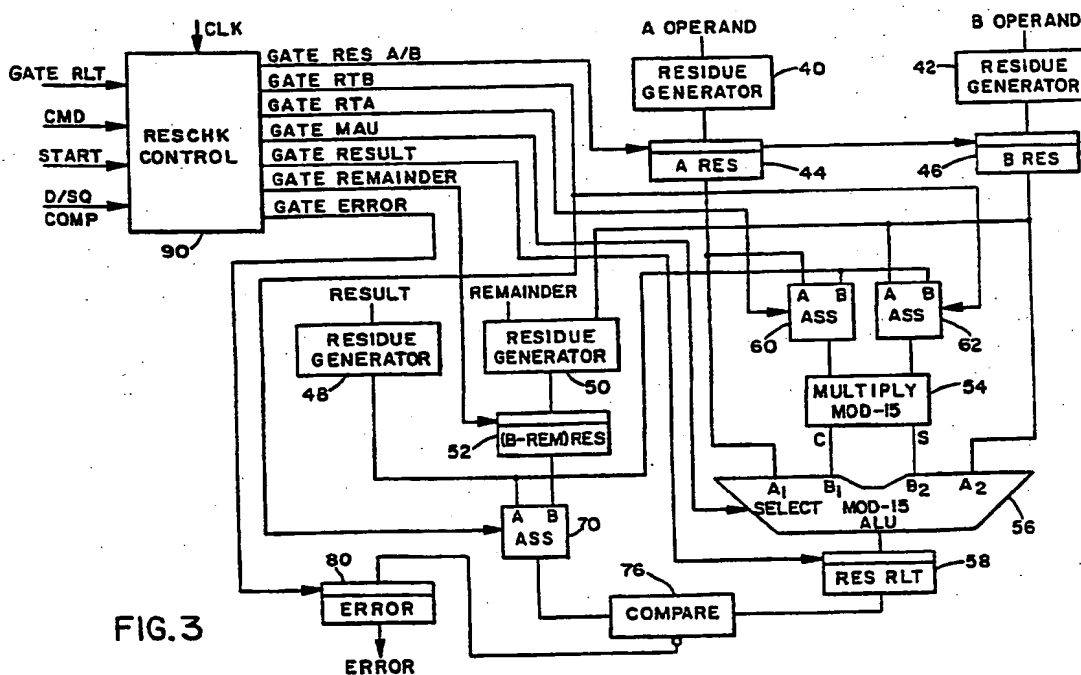 CLK
A OPERAND
B OPERAND
GATE RLT
CMD
START
D/SQ
COMP
RESCHK
CONTROL
90
GATE RES A/B
GATE RTB
GATE RTA
GATE MAU
GATE RESULT
GATE REMAINDER
GATE ERROR
RESIDUE
GENERATOR
40
42
RESIDUE
GENERATOR
A RES
44
46
B RES
RESULT
REMAINDER
RESIDUE
GENERATOR
48
RESIDUE
GENERATOR
50
A B
ASS
60
A B
ASS
62
MULTIPLY
MOD-15
54
C
S
52
(B-REM)RES
A1 B1 B2 A2
SELECT MOD-15
ALU
56
A B
ASS
70
RES RLT
58
76
COMPARE
80
ERROR
ERROR
FIG. 3